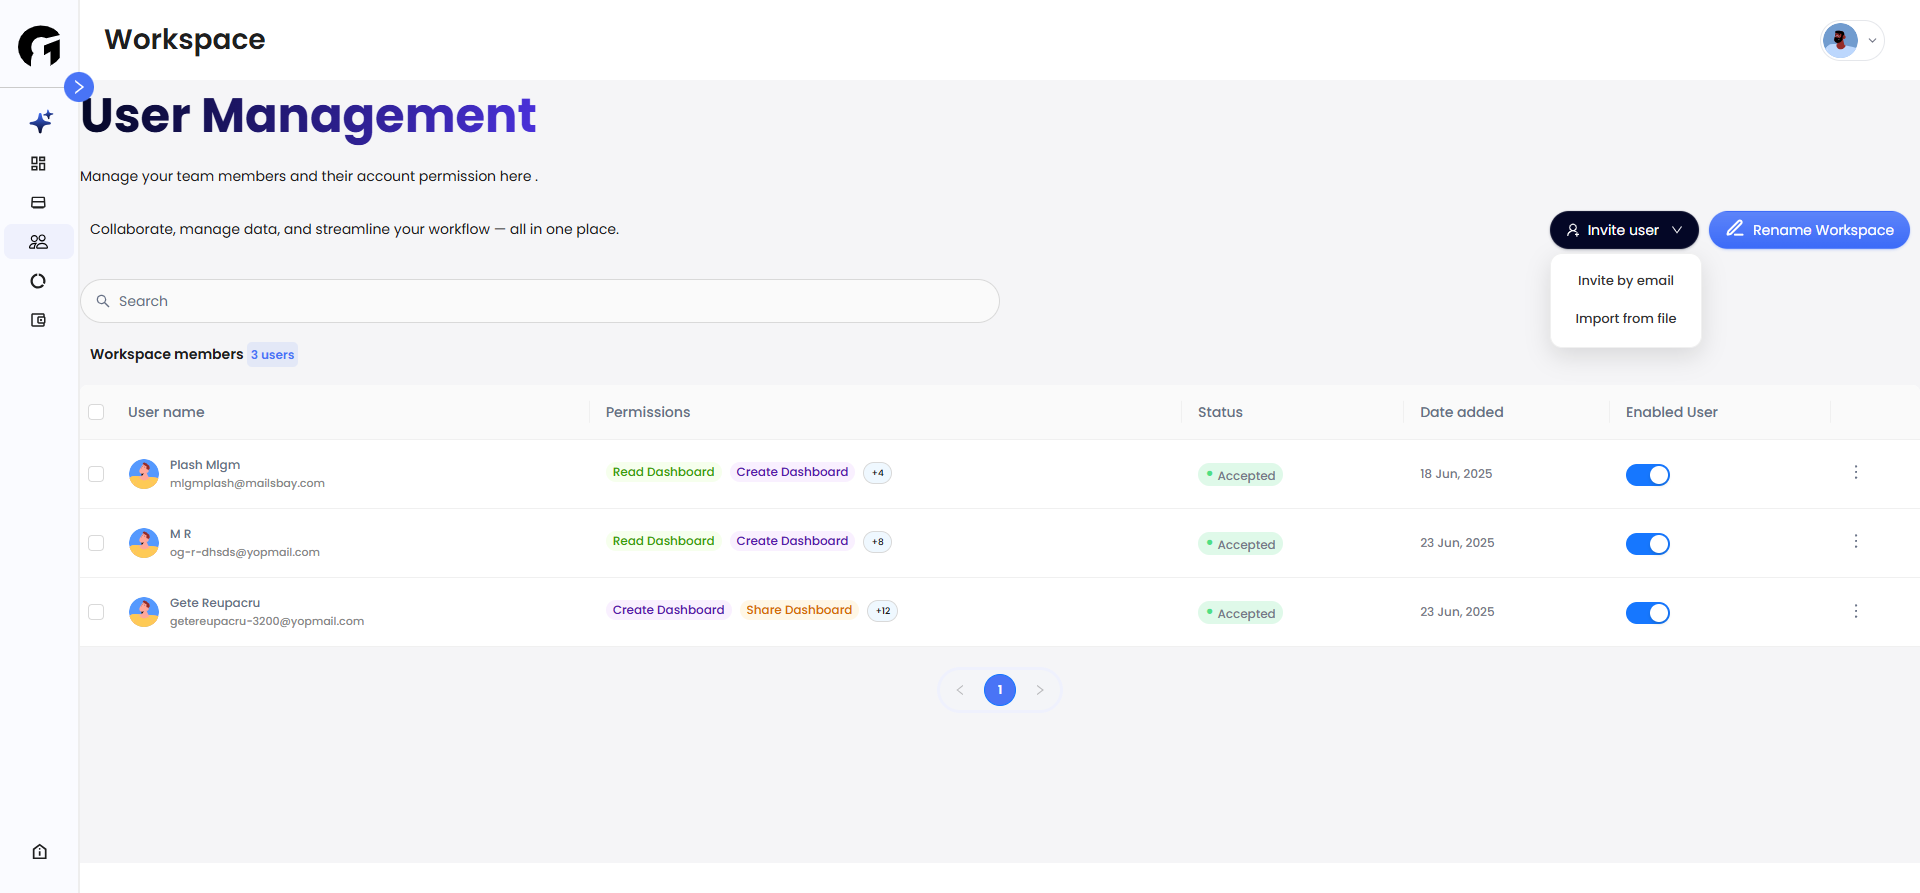 Workspace
User Management
Manage your team members and their account permission here .
Collaborate, manage data, and streamline your workflow — all in one place.
Invite user
Rename Workspace
Invite by email
Import from file
Search
Workspace members 3 users
User name Permissions Status Date added Enabled User
Plash Mlgm
mlgmplash@mailsbay.com
Read Dashboard Create Dashboard +4 Accepted 18 Jun, 2025
M R
og-r-dhsds@yopmail.com
Read Dashboard Create Dashboard +8 Accepted 23 Jun, 2025
Gete Reupacru
getereupacru-3200@yopmail.com
Create Dashboard Share Dashboard +12 Accepted 23 Jun, 2025
1